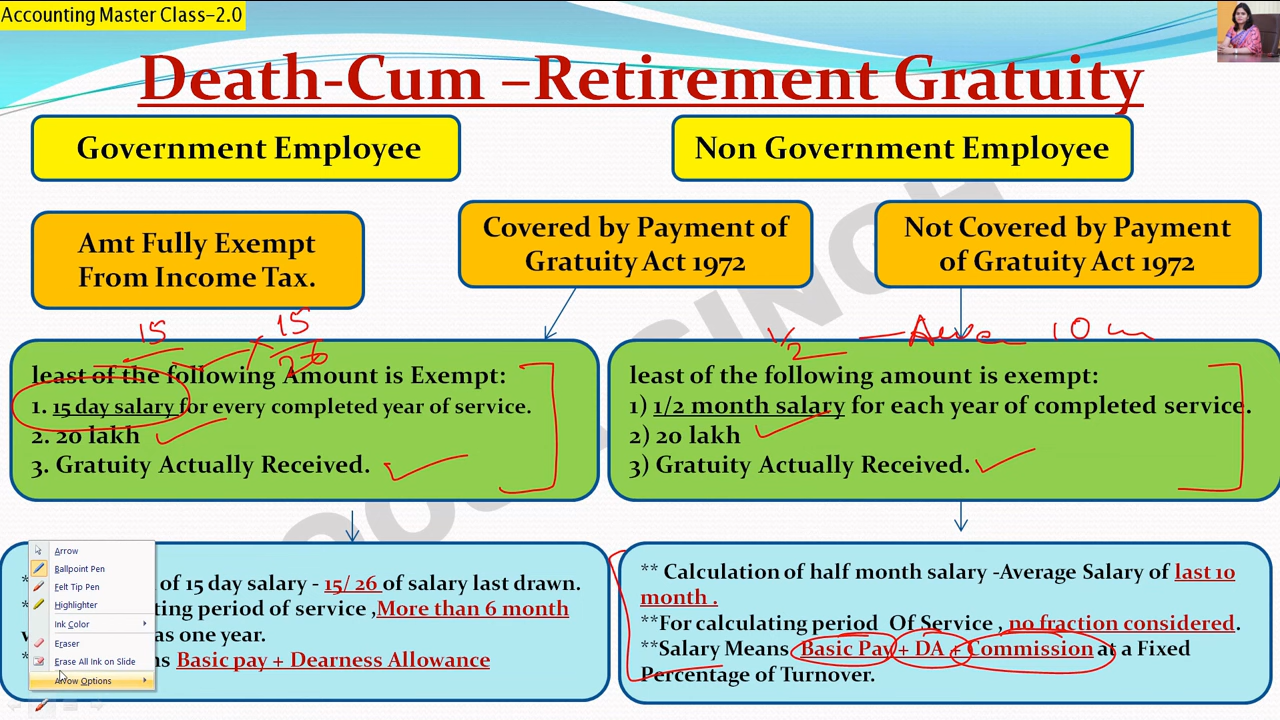 Accounting Master Class–2.0
Death-Cum –Retirement Gratuity
Government Employee
Non Government Employee
Amt Fully Exempt
From Income Tax.
Covered by Payment of
Gratuity Act 1972
Not Covered by Payment
of Gratuity Act 1972
15
15
26
least of the following Amount is Exempt:
1. 15 day salary for every completed year of service.
2. 20 lakh
3. Gratuity Actually Received.
1/2
10 m
least of the following amount is exempt:
1) 1/2 month salary for each year of completed service.
2) 20 lakh
3) Gratuity Actually Received.
of 15 day salary - 15/ 26 of salary last drawn.
period of service ,More than 6 month
as one year.
Basic pay + Dearness Allowance
Arrow
Ballpoint Pen
Felt Tip Pen
Highlighter
Ink Color
Eraser
Erase All Ink on Slide
Arrow Options
** Calculation of half month salary -Average Salary of last 10
month .
**For calculating period Of Service , no fraction considered.
**Salary Means Basic Pay + DA + Commission at a Fixed
Percentage of Turnover.